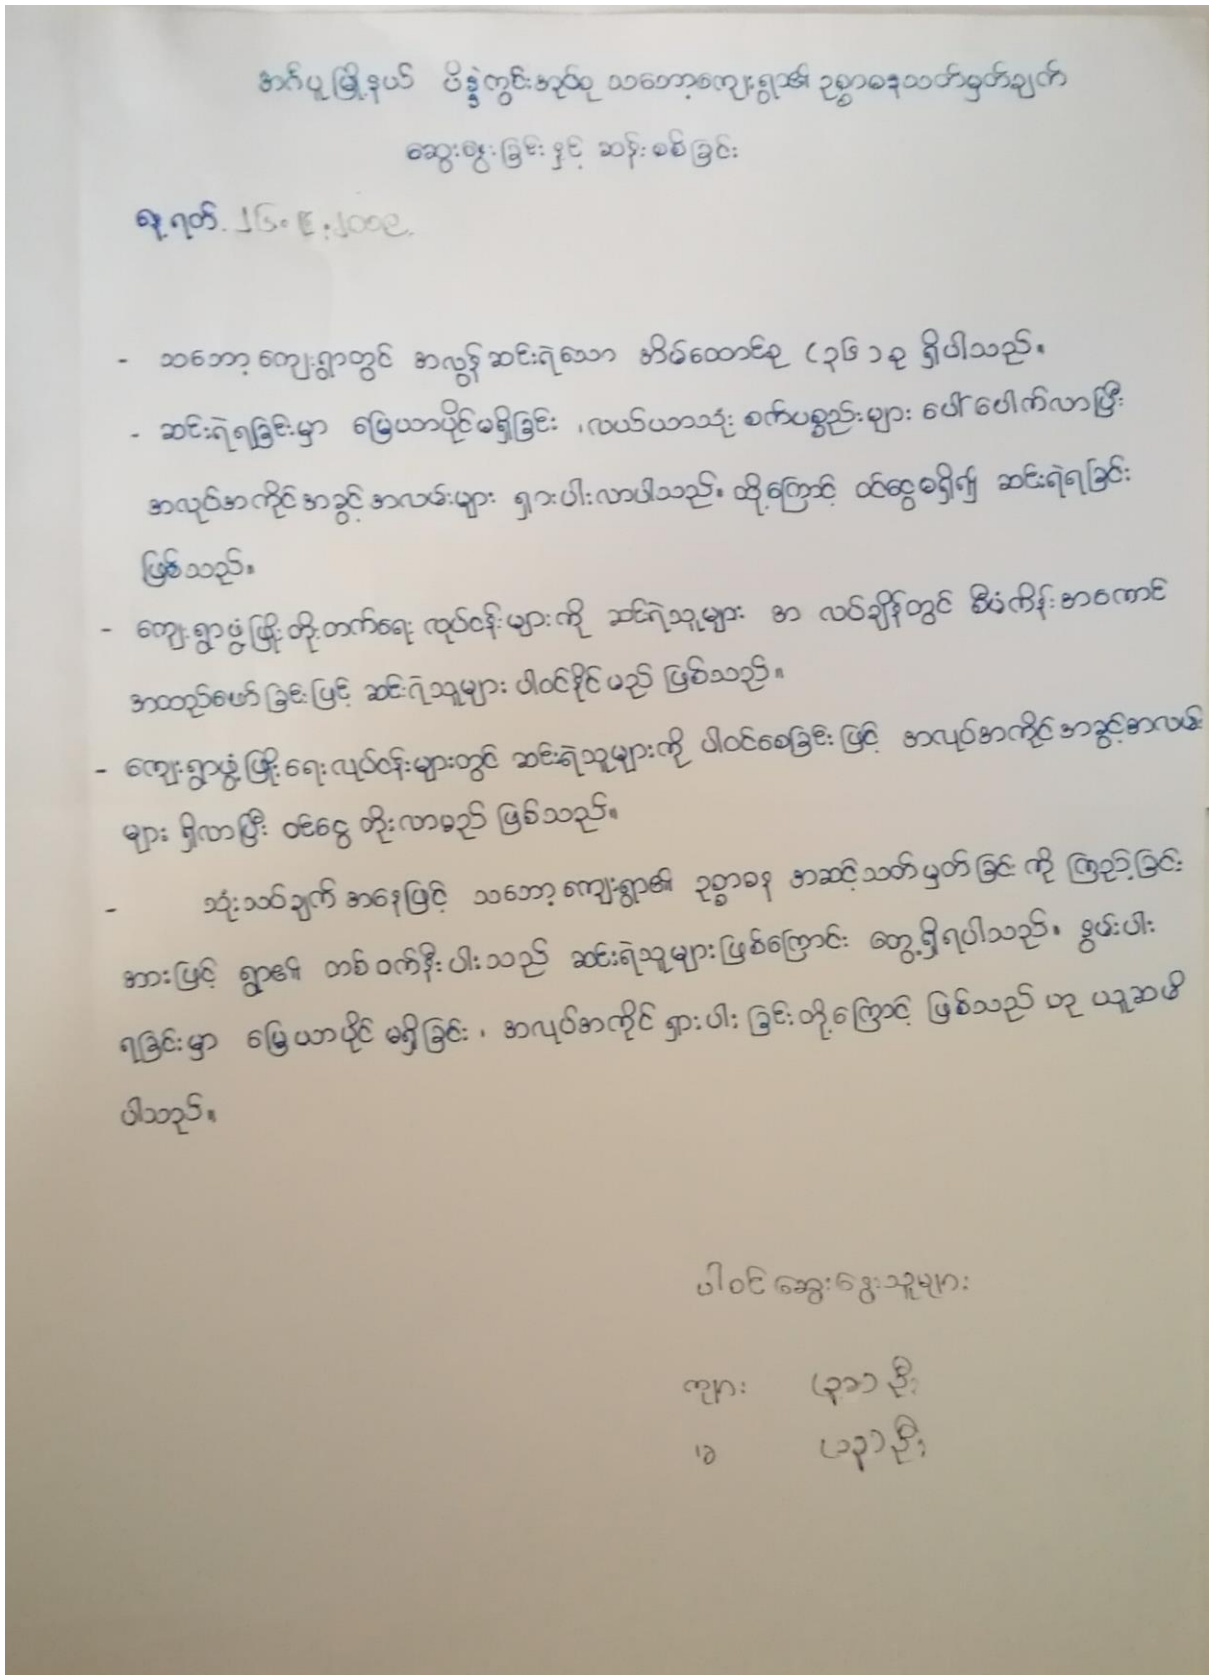 အင်္ဂပူမြို့နယ် ပိန္နဲကွင်းအုပ်စု သဘော့ကျေးရွာ၏ ဥစ္စာဓနသတ်မှတ်ချက်
ဆွေးနွေးခြင်းနှင့် ဆန်းစစ်ခြင်း
ရက်
- သဘော့ကျေးရွာတွင် အလွန်ဆင်းရဲသော အိမ်ထောင်စု (၃၆) စု ရှိပါသည်။
- ဆင်းရဲရခြင်းမှာ မြေယာပိုင်မရှိခြင်း ၊ လယ်ယာသုံး စက်ပစ္စည်းများ ပေါ်ပေါက်လာပြီး
အလုပ်အကိုင်အခွင့်အလမ်းများ ရှားပါးလာပါသည်။ ထို့ကြောင့် ဝင်ငွေမရှိ၍ ဆင်းရဲရခြင်း
ဖြစ်သည်။
- ကျေးရွာဖွံ့ဖြိုးတိုးတက်ရေး လုပ်ငန်းများကို ဆင်းရဲသူများ အားလပ်ချိန်တွင် စီမံကိန်းအကောင်
အထည်ဖော်ခြင်းဖြင့် ဆင်းရဲသူများ ပါဝင်နိုင်မည် ဖြစ်သည်။
- ကျေးရွာဖွံ့ဖြိုးရေးလုပ်ငန်းများတွင် ဆင်းရဲသူများကို ပါဝင်စေခြင်းဖြင့် အလုပ်အကိုင်အခွင့်အလမ်း
များ ရှိလာပြီး ဝင်ငွေတိုးလာမည် ဖြစ်သည်။
- သုံးသပ်ချက်အနေဖြင့် သဘော့ကျေးရွာ၏ ဥစ္စာဓန အဆင့်သတ်မှတ်ခြင်းကို ကြည့်ခြင်း
အားဖြင့် ရွာ၏ တစ်ဝက်နီးပါးသည် ဆင်းရဲသူများဖြစ်ကြောင်း တွေ့ရှိရပါသည်။ နွမ်းပါး
ရခြင်းမှာ မြေယာပိုင် မရှိခြင်း ၊ အလုပ်အကိုင် ရှားပါးခြင်းတို့ကြောင့် ဖြစ်သည် ဟု ယူဆမိ
ပါသည်။
ပါဝင်ဆွေးနွေးသူများ
ကျား ဦး
မ (၁၃) ဦး